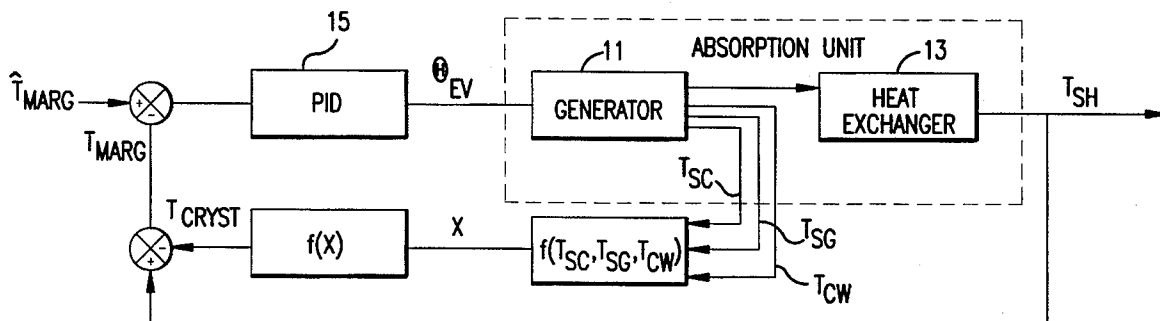 15
11
ABSORPTION UNIT
13
T̂MARG
+
-
PID
ΘEV
GENERATOR
HEAT
EXCHANGER
TSH
TMARG
TSC
TCRYST
-
+
f(X)
X
f(TSC,TSG,TCW)
TSG
TCW